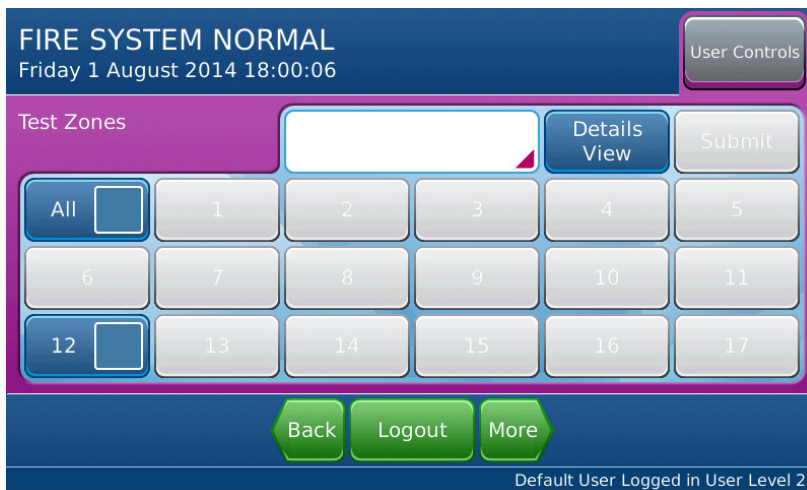 FIRE SYSTEM NORMAL
Friday 1 August 2014 18:00:06
User Controls
Test Zones
Details
View
Submit
All
1
2
3
4
5
6
7
8
9
10
11
12
13
14
15
16
17
Back
Logout
More
Default User Logged in User Level 2